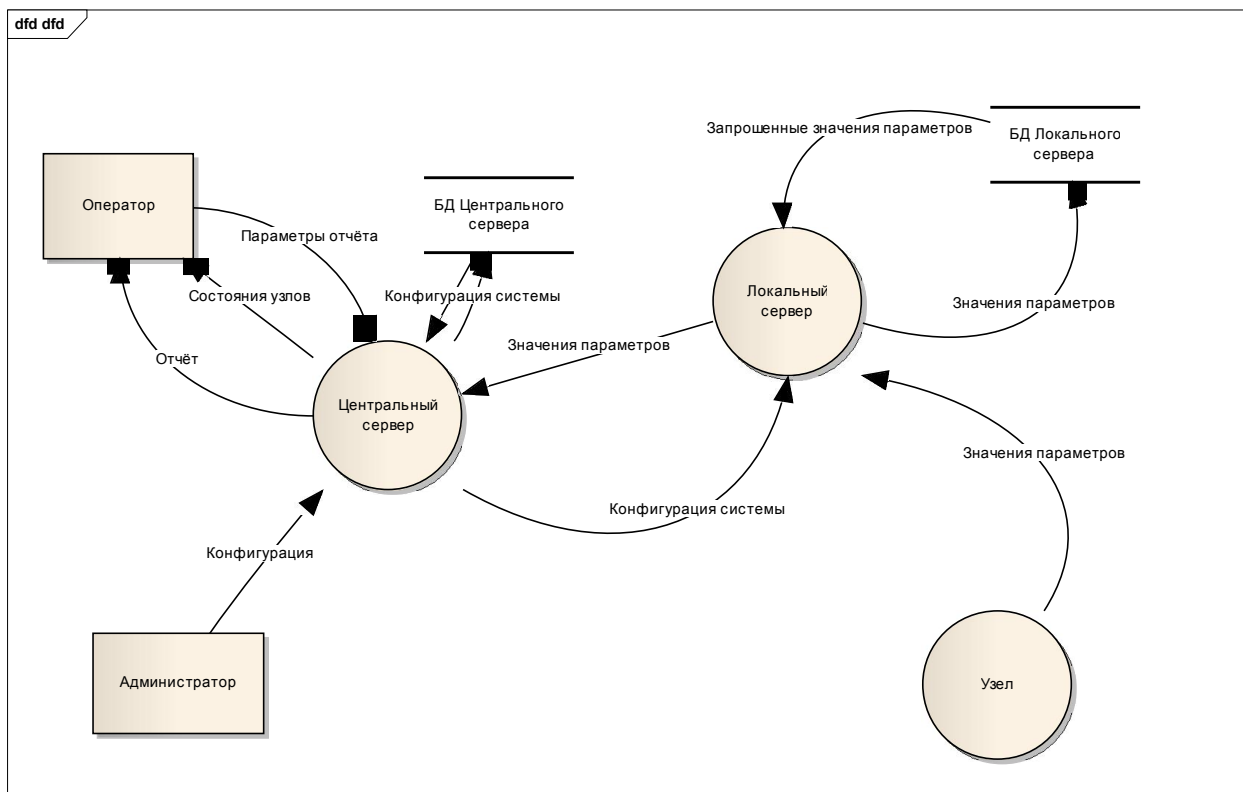 dfd dfd
Запрошенные значения параметров
БД Локального
сервера
Оператор
БД Центрального
сервера
Параметры отчёта
Состояния узлов
Конфигурация системы
Локальный
сервер
Значения параметров
Отчёт
Значения параметров
Центральный
сервер
Значения параметров
Конфигурация системы
Конфигурация
Администратор
Узел